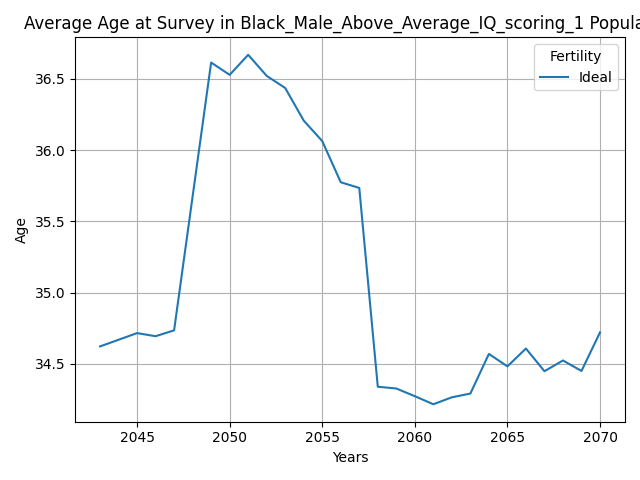 Average Age at Survey in Black_Male_Above_Average_IQ_scoring_1 Popula
Fertility
Ideal
36.5
36.0
35.5
35.0
34.5
Age
2045 2050 2055 2060 2065 2070
Years